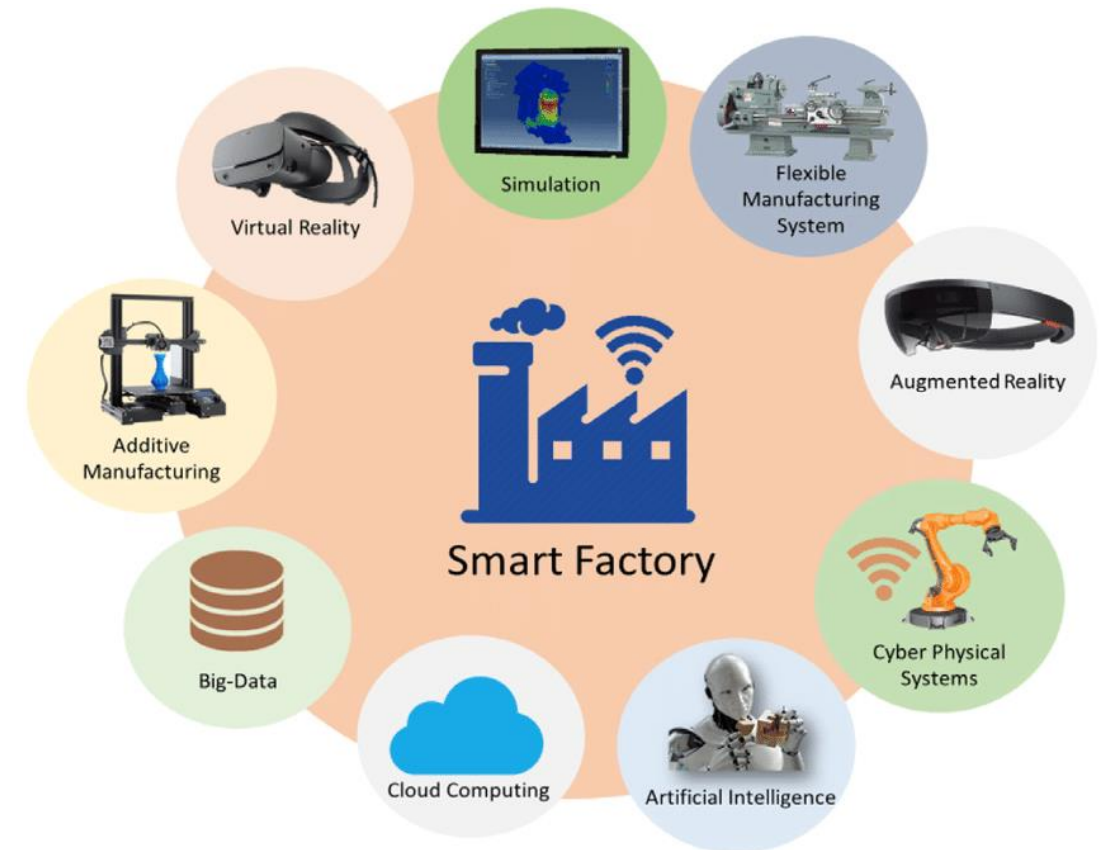 Simulation
Flexible
Manufacturing
System
Virtual Reality
Augmented Reality
Additive
Manufacturing
Smart Factory
Cyber Physical
Systems
Big-Data
Cloud Computing
Artificial Intelligence